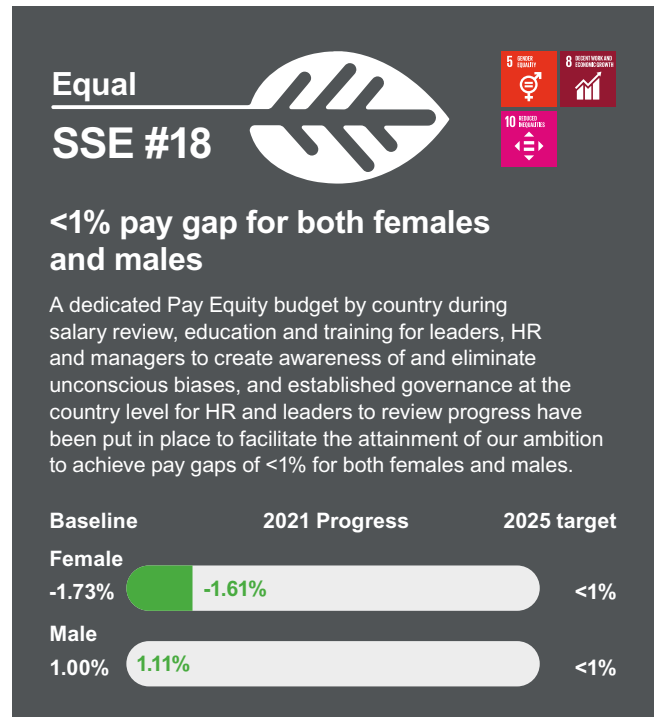 Equal
SSE #18
5 GENDER EQUALITY
8 DECENT WORK AND ECONOMIC GROWTH
10 REDUCED INEQUALITIES
<1% pay gap for both females
and males
A dedicated Pay Equity budget by country during
salary review, education and training for leaders, HR
and managers to create awareness of and eliminate
unconscious biases, and established governance at the
country level for HR and leaders to review progress have
been put in place to facilitate the attainment of our ambition
to achieve pay gaps of <1% for both females and males.
Baseline 2021 Progress 2025 target
Female
-1.73% -1.61% <1%
Male
1.00% 1.11% <1%